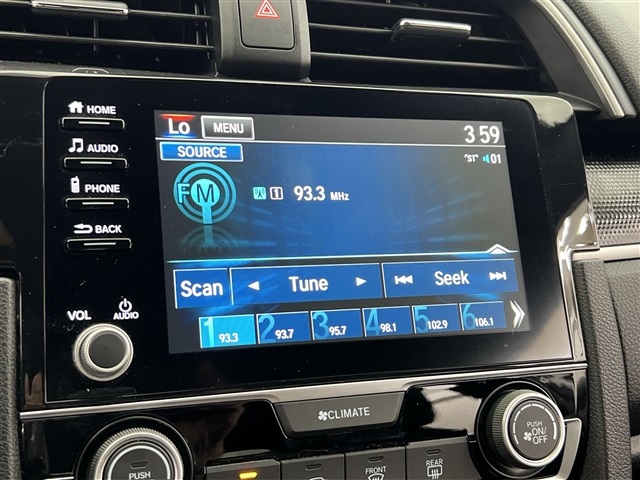 HOME
AUDIO
PHONE
BACK
VOL
AUDIO
Lo MENU 3 59
SOURCE "ST" 01
FM 1 93.3 MHz
Scan Tune Seek
1 93.3 2 93.7 3 95.7 4 98.1 5 102.9 6 106.1
CLIMATE
PUSH
FRONT
REAR
PUSH
ON/
OFF